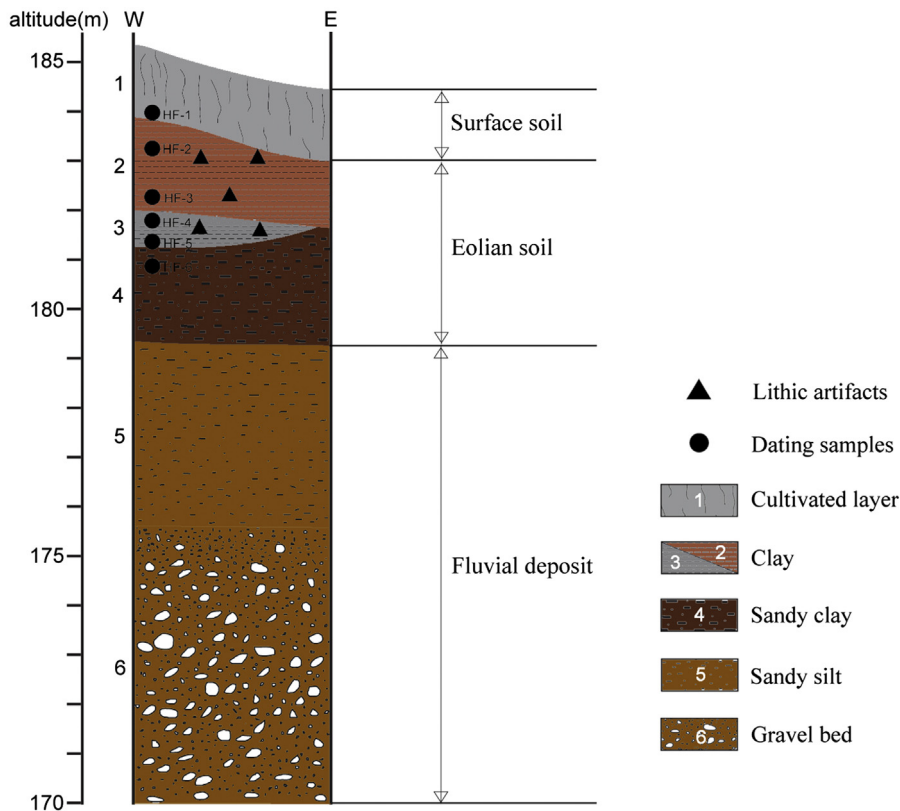 altitude(m) W E
185
1
HF-1
Surface soil
HF-2
2
HF-3
HF-4
3
HF-5
Eolian soil
4
180
5
175
Fluvial deposit
6
170
Lithic artifacts
Dating samples
1 Cultivated layer
3 2 Clay
4 Sandy clay
5 Sandy silt
6 Gravel bed